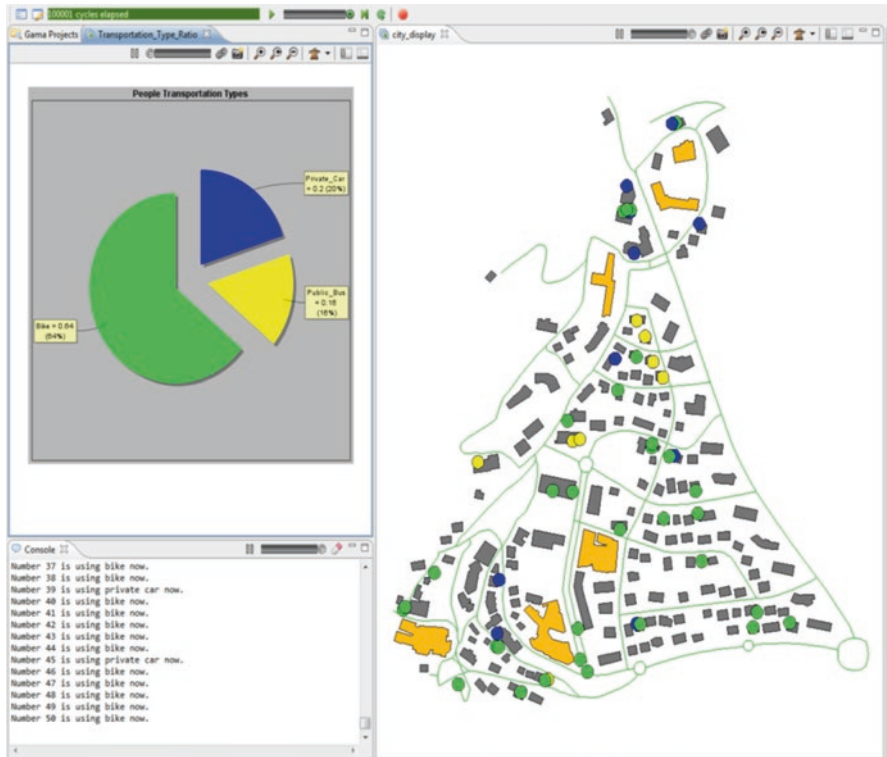 100001 cycles elapsed
Gama Projects
Transportation_Type_Ratio
city_display
People Transportation Types
Private_Car
= 0.2 (20%)
Public_Bus
= 0.16
(16%)
Bike = 0.64
(64%)
Console
Number 37 is using bike now.
Number 38 is using bike now.
Number 39 is using private car now.
Number 40 is using bike now.
Number 41 is using bike now.
Number 42 is using bike now.
Number 43 is using bike now.
Number 44 is using bike now.
Number 45 is using private car now.
Number 46 is using bike now.
Number 47 is using bike now.
Number 48 is using bike now.
Number 49 is using bike now.
Number 50 is using bike now.